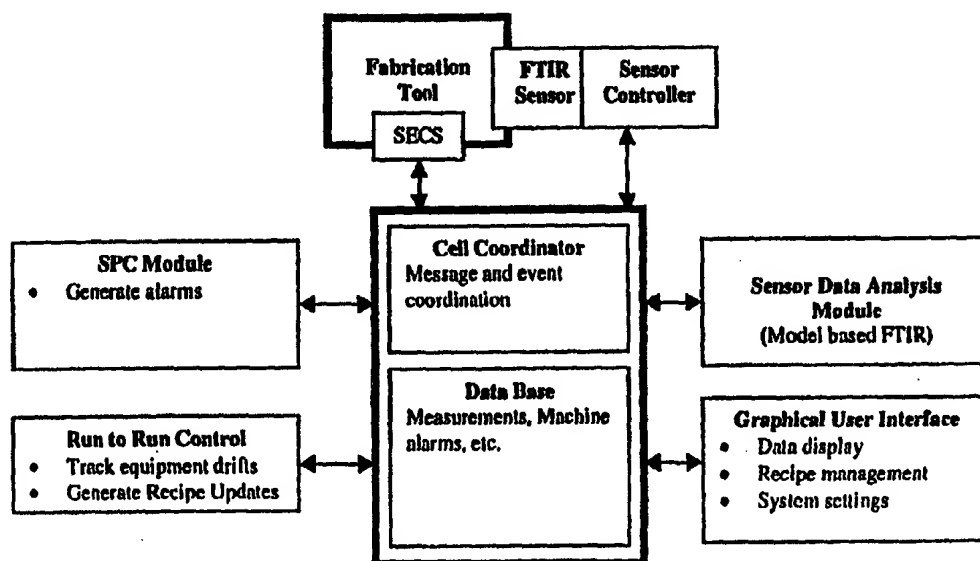 Fabrication
Tool
SECS
FTIR
Sensor
Sensor
Controller
SPC Module
• Generate alarms
Cell Coordinator
Message and event
coordination
Sensor Data Analysis
Module
(Model based FTIR)
Run to Run Control
• Track equipment drifts
• Generate Recipe Updates
Data Base
Measurements, Machine
alarms, etc.
Graphical User Interface
• Data display
• Recipe management
• System settings